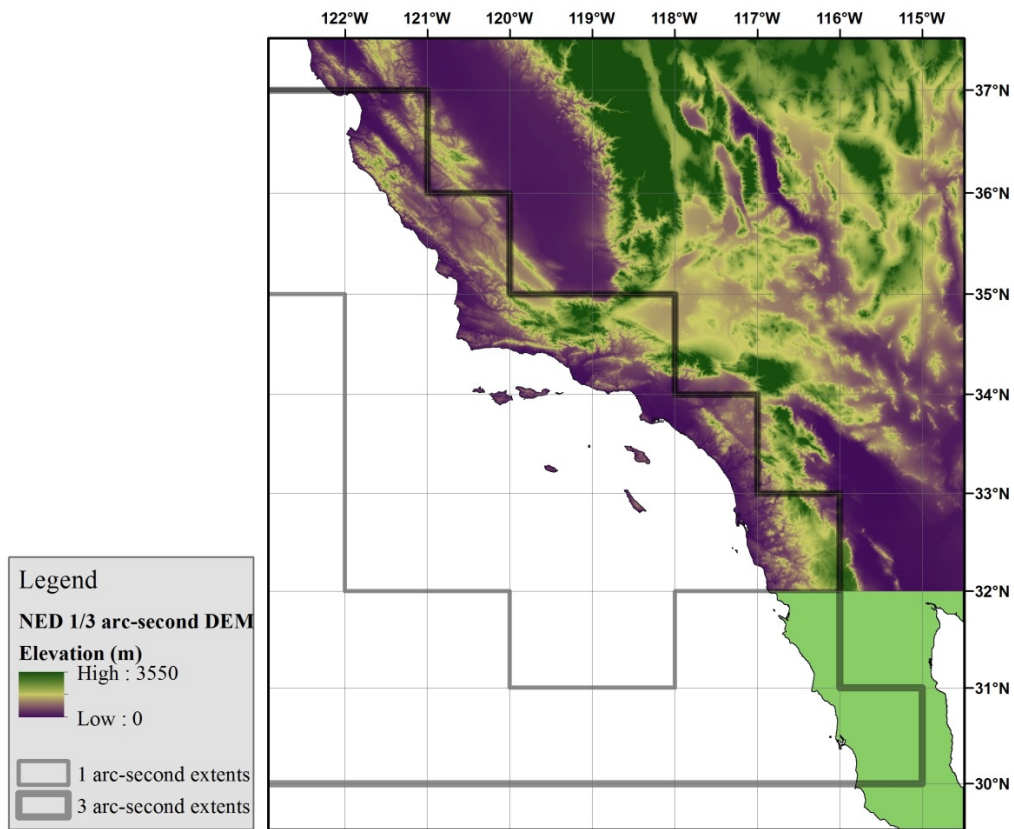 122°W 121°W 120°W 119°W 118°W 117°W 116°W 115°W
37°N
36°N
35°N
34°N
33°N
32°N
31°N
30°N
Legend
NED 1/3 arc-second DEM
Elevation (m)
High : 3550
Low : 0
1 arc-second extents
3 arc-second extents